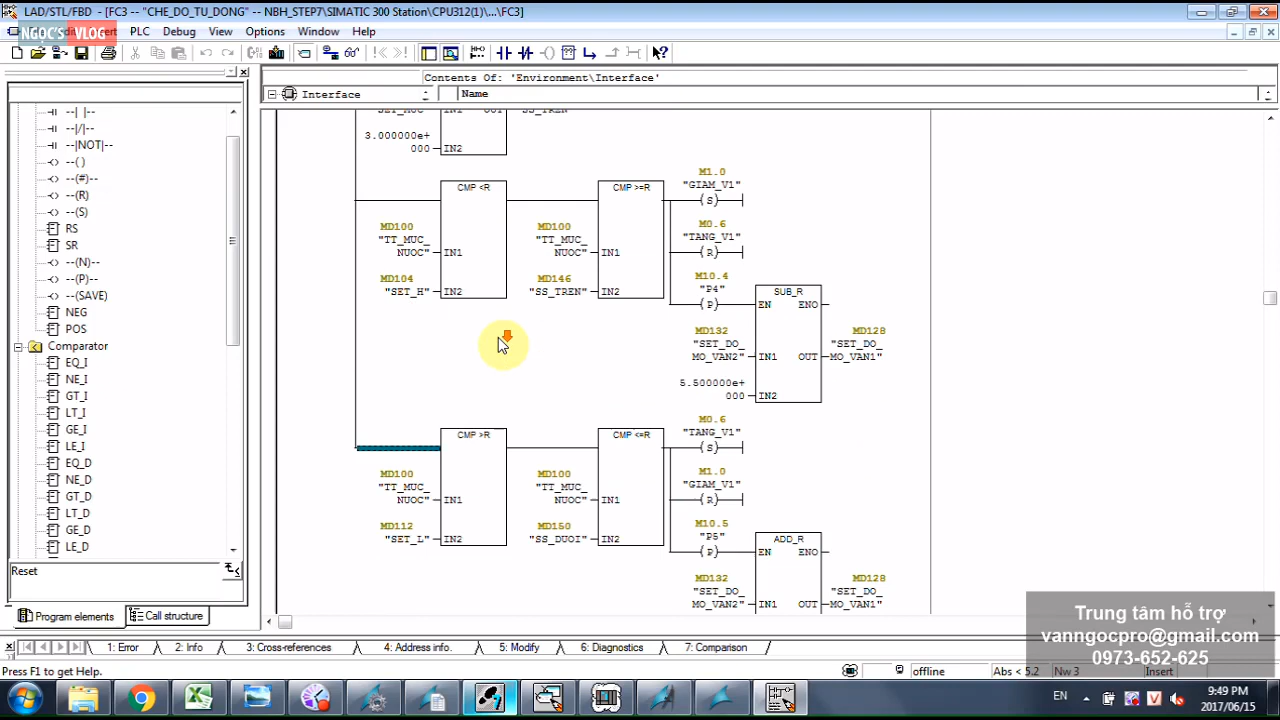 LAD/STL/FBD - [FC3 -- "CHE_DO_TU_DONG" -- NBH_STEP7\SIMATIC 300 Station\CPU312(1)\...\FC3]
NGỌC'S VLOG
PLC Debug View Options Window Help
Contents Of: 'Environment\Interface'
Interface
Name
--| |--
--|/|--
--|NOT|--
--( )
--(#)--
--(R)
--(S)
RS
SR
--(N)--
--(P)--
--(SAVE)
NEG
POS
Comparator
EQ_I
NE_I
GT_I
LT_I
GE_I
LE_I
EQ_D
NE_D
GT_D
LT_D
GE_D
LE_D
Reset
Program elements
Call structure
3.000000e+
000
IN2
CMP <R
CMP >=R
M1.0
"GIAM_V1"
(S)
MD100
"TT_MUC_
NUOC"
IN1
MD100
"TT_MUC_
NUOC"
IN1
M0.6
"TANG_V1"
(R)
MD104
"SET_H"
IN2
MD146
"SS_TREN"
IN2
M10.4
"P4"
(P)
SUB_R
EN ENO
MD132
"SET_DO_
MO_VAN2"
IN1
OUT
MD128
"SET_DO_
MO_VAN1"
5.500000e+
000
IN2
CMP >R
CMP <=R
M0.6
"TANG_V1"
(S)
MD100
"TT_MUC_
NUOC"
IN1
MD100
"TT_MUC_
NUOC"
IN1
M1.0
"GIAM_V1"
(R)
MD112
"SET_L"
IN2
MD150
"SS_DUOI"
IN2
M10.5
"P5"
(P)
ADD_R
EN ENO
MD132
"SET_DO_
MO_VAN2"
IN1
OUT
MD128
"SET_DO_
MO_VAN1"
Trung tâm hỗ trợ
vanngocpro@gmail.com
0973-652-625
1: Error 2: Info 3: Cross-references 4: Address info. 5: Modify 6: Diagnostics 7: Comparison
Press F1 to get Help.
offline
Abs < 5.2
Nw 3
Insert
EN
9:49 PM
2017/06/15